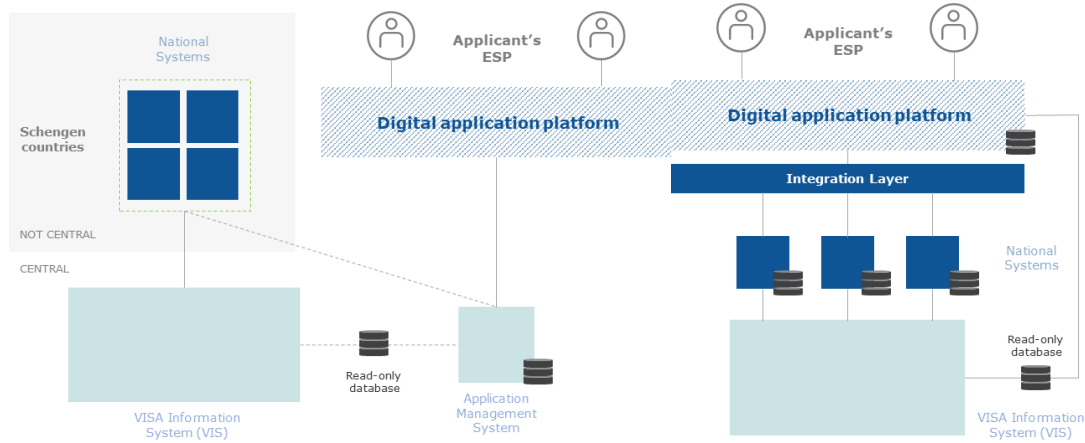 National
Systems
Schengen
countries
NOT CENTRAL
CENTRAL
VISA Information
System (VIS)
Read-only
database
Application
Management
System
Applicant's
ESP
Digital application platform
Applicant's
ESP
Digital application platform
Integration Layer
National
Systems
Read-only
database
VISA Information
System (VIS)